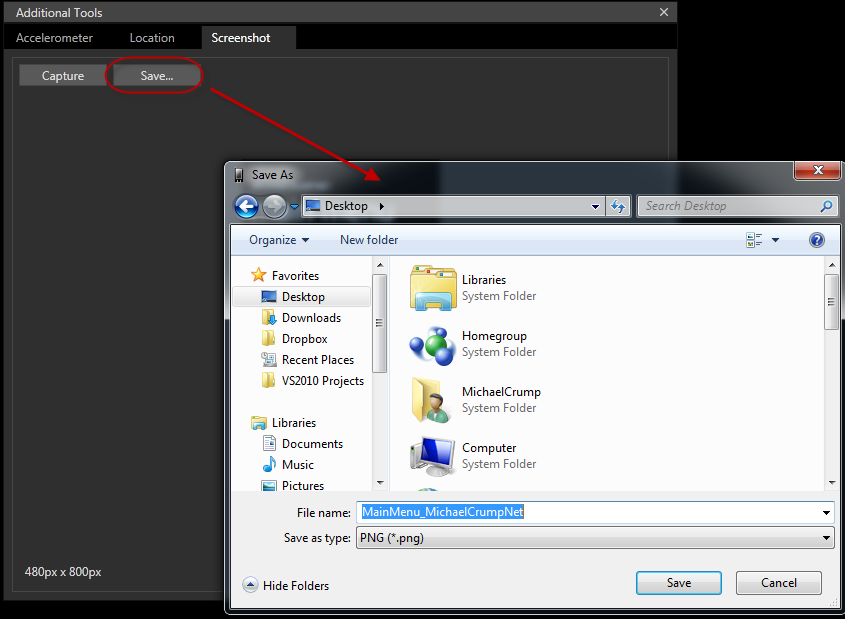 Additional Tools
Accelerometer Location Screenshot
Capture Save...
Save As
Desktop Search Desktop
Organize New folder
Favorites
Desktop
Downloads
Dropbox
Recent Places
VS2010 Projects
Libraries
Documents
Music
Pictures
Libraries
System Folder
Homegroup
System Folder
MichaelCrump
System Folder
Computer
System Folder
File name: MainMenu_MichaelCrumpNet
Save as type: PNG (*.png)
480px x 800px
Hide Folders Save Cancel